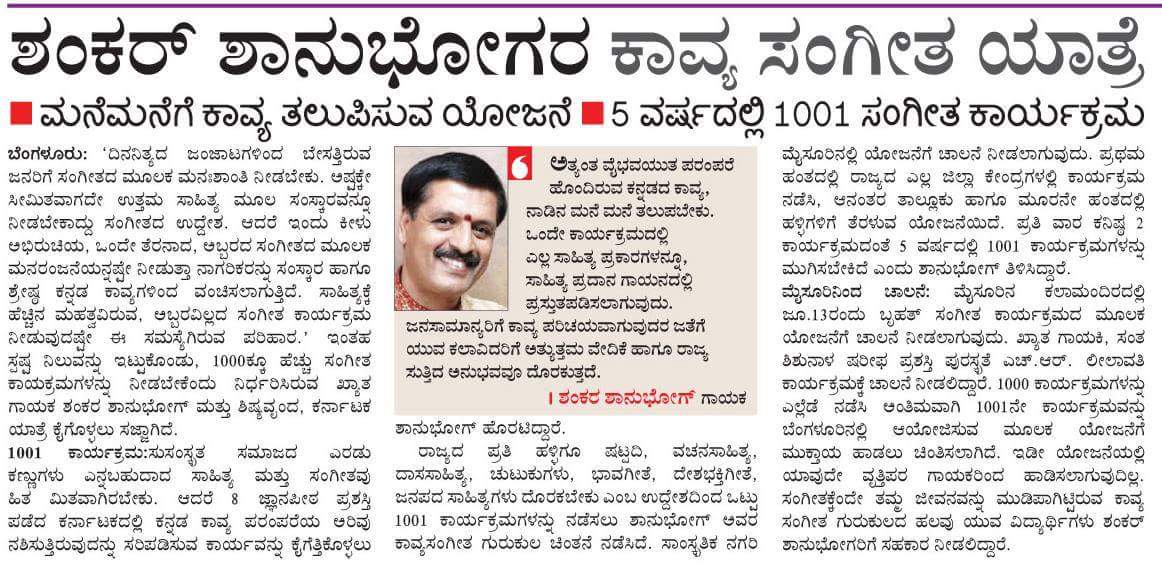 ಶಂಕರ್ ಶಾನುಭೋಗರ ಕಾವ್ಯ ಸಂಗೀತ ಯಾತ್ರೆ
ಮನೆಮನೆಗೆ ಕಾವ್ಯ ತಲುಪಿಸುವ ಯೋಜನೆ
5 ವರ್ಷದಲ್ಲಿ 1001 ಸಂಗೀತ ಕಾರ್ಯಕ್ರಮ
ಬೆಂಗಳೂರು: 'ದಿನನಿತ್ಯದ ಜಂಜಾಟಗಳಿಂದ ಬೇಸತ್ತಿರುವ
ಜನರಿಗೆ ಸಂಗೀತದ ಮೂಲಕ ಮನಃಶಾಂತಿ ನೀಡಬೇಕು. ಅಷ್ಟಕ್ಕೇ
ಸೀಮಿತವಾಗದೇ ಉತ್ತಮ ಸಾಹಿತ್ಯ ಮೂಲ ಸಂಸ್ಕಾರವನ್ನೂ
ನೀಡಬೇಕಾದ್ದು ಸಂಗೀತದ ಉದ್ದೇಶ. ಆದರೆ ಇಂದು ಕೀಳು
ಅಭಿರುಚಿಯ, ಒಂದೇ ತೆರನಾದ, ಅಬ್ಬರದ ಸಂಗೀತದ ಮೂಲಕ
ಮನರಂಜನೆಯನ್ನಷ್ಟೇ ನೀಡುತ್ತಾ ನಾಗರಿಕರನ್ನು ಸಂಸ್ಕಾರ ಹಾಗೂ
ಶ್ರೇಷ್ಠ ಕನ್ನಡ ಕಾವ್ಯಗಳಿಂದ ವಂಚಿಸಲಾಗುತ್ತಿದೆ. ಸಾಹಿತ್ಯಕ್ಕೆ
ಹೆಚ್ಚಿನ ಮಹತ್ವವಿರುವ, ಅಬ್ಬರವಿಲ್ಲದ ಸಂಗೀತ ಕಾರ್ಯಕ್ರಮ
ನೀಡುವುದಷ್ಟೇ ಈ ಸಮಸ್ಯೆಗಿರುವ ಪರಿಹಾರ.' ಇಂತಹ
ಸ್ಪಷ್ಟ ನಿಲುವನ್ನು ಇಟ್ಟುಕೊಂಡು, 1000ಕ್ಕೂ ಹೆಚ್ಚು ಸಂಗೀತ
ಕಾಯಕ್ರಮಗಳನ್ನು ನೀಡಬೇಕೆಂದು ನಿರ್ಧರಿಸಿರುವ ಖ್ಯಾತ
ಗಾಯಕ ಶಂಕರ ಶಾನುಭೋಗ್ ಮತ್ತು ಶಿಷ್ಯವೃಂದ, ಕರ್ನಾಟಕ
ಯಾತ್ರೆ ಕೈಗೊಳ್ಳಲು ಸಜ್ಜಾಗಿದೆ.
1001 ಕಾರ್ಯಕ್ರಮ:ಸುಸಂಸ್ಕೃತ ಸಮಾಜದ ಎರಡು
ಕಣ್ಣುಗಳು ಎನ್ನಬಹುದಾದ ಸಾಹಿತ್ಯ ಮತ್ತು ಸಂಗೀತವು
ಹಿತ ಮಿತವಾಗಿರಬೇಕು. ಆದರೆ 8 ಜ್ಞಾನಪೀಠ ಪ್ರಶಸ್ತಿ
ಪಡೆದ ಕರ್ನಾಟಕದಲ್ಲಿ ಕನ್ನಡ ಕಾವ್ಯ ಪರಂಪರೆಯ ಅರಿವು
ನಶಿಸುತ್ತಿರುವುದನ್ನು ಸರಿಪಡಿಸುವ ಕಾರ್ಯವನ್ನು ಕೈಗೆತ್ತಿಕೊಳ್ಳಲು
ಅತ್ಯಂತ ವೈಭವಯುತ ಪರಂಪರೆ
ಹೊಂದಿರುವ ಕನ್ನಡದ ಕಾವ್ಯ,
ನಾಡಿನ ಮನೆ ಮನೆ ತಲುಪಬೇಕು.
ಒಂದೇ ಕಾರ್ಯಕ್ರಮದಲ್ಲಿ
ಎಲ್ಲ ಸಾಹಿತ್ಯ ಪ್ರಕಾರಗಳನ್ನೂ,
ಸಾಹಿತ್ಯ ಪ್ರದಾನ ಗಾಯನದಲ್ಲಿ
ಪ್ರಸ್ತುತಪಡಿಸಲಾಗುವುದು.
ಜನಸಾಮಾನ್ಯರಿಗೆ ಕಾವ್ಯ ಪರಿಚಯವಾಗುವುದರ ಜತೆಗೆ
ಯುವ ಕಲಾವಿದರಿಗೆ ಅತ್ಯುತ್ತಮ ವೇದಿಕೆ ಹಾಗೂ ರಾಜ್ಯ
ಸುತ್ತಿದ ಅನುಭವವೂ ದೊರಕುತ್ತದೆ.
। ಶಂಕರ ಶಾನುಭೋಗ್ ಗಾಯಕ
ಶಾನುಭೋಗ್ ಹೊರಟಿದ್ದಾರೆ.
ರಾಜ್ಯದ ಪ್ರತಿ ಹಳ್ಳಿಗೂ ಷಟ್ಪದಿ, ವಚನಸಾಹಿತ್ಯ,
ದಾಸಸಾಹಿತ್ಯ, ಚುಟುಕುಗಳು, ಭಾವಗೀತೆ, ದೇಶಭಕ್ತಿಗೀತೆ,
ಜನಪದ ಸಾಹಿತ್ಯಗಳು ದೊರಕಬೇಕು ಎಂಬ ಉದ್ದೇಶದಿಂದ ಒಟ್ಟು
1001 ಕಾರ್ಯಕ್ರಮಗಳನ್ನು ನಡೆಸಲು ಶಾನುಭೋಗ್ ಅವರ
ಕಾವ್ಯಸಂಗೀತ ಗುರುಕುಲ ಚಿಂತನೆ ನಡೆಸಿದೆ. ಸಾಂಸ್ಕೃತಿಕ ನಗರಿ
ಮೈಸೂರಿನಲ್ಲಿ ಯೋಜನೆಗೆ ಚಾಲನೆ ನೀಡಲಾಗುವುದು. ಪ್ರಥಮ
ಹಂತದಲ್ಲಿ ರಾಜ್ಯದ ಎಲ್ಲ ಜಿಲ್ಲಾ ಕೇಂದ್ರಗಳಲ್ಲಿ ಕಾರ್ಯಕ್ರಮ
ನಡೆಸಿ, ಆನಂತರ ತಾಲ್ಲೂಕು ಹಾಗೂ ಮೂರನೇ ಹಂತದಲ್ಲಿ
ಹಳ್ಳಿಗಳಿಗೆ ತೆರಳುವ ಯೋಜನೆಯಿದೆ. ಪ್ರತಿ ವಾರ ಕನಿಷ್ಠ 2
ಕಾರ್ಯಕ್ರಮದಂತೆ 5 ವರ್ಷದಲ್ಲಿ 1001 ಕಾರ್ಯಕ್ರಮಗಳನ್ನು
ಮುಗಿಸಬೇಕಿದೆ ಎಂದು ಶಾನುಭೋಗ್ ತಿಳಿಸಿದ್ದಾರೆ.
ಮೈಸೂರಿನಿಂದ ಚಾಲನೆ: ಮೈಸೂರಿನ ಕಲಾಮಂದಿರದಲ್ಲಿ
ಜೂ.13ರಂದು ಬೃಹತ್ ಸಂಗೀತ ಕಾರ್ಯಕ್ರಮದ ಮೂಲಕ
ಯೋಜನೆಗೆ ಚಾಲನೆ ನೀಡಲಾಗುವುದು. ಖ್ಯಾತ ಗಾಯಕಿ, ಸಂತ
ಶಿಶುನಾಳ ಷರೀಫ ಪ್ರಶಸ್ತಿ ಪುರಸ್ಕೃತೆ ಎಚ್.ಆರ್. ಲೀಲಾವತಿ
ಕಾರ್ಯಕ್ರಮಕ್ಕೆ ಚಾಲನೆ ನೀಡಲಿದ್ದಾರೆ. 1000 ಕಾರ್ಯಕ್ರಮಗಳನ್ನು
ಎಲ್ಲೆಡೆ ನಡೆಸಿ ಅಂತಿಮವಾಗಿ 1001ನೇ ಕಾರ್ಯಕ್ರಮವನ್ನು
ಬೆಂಗಳೂರಿನಲ್ಲಿ ಆಯೋಜಿಸುವ ಮೂಲಕ ಯೋಜನೆಗೆ
ಮುಕ್ತಾಯ ಹಾಡಲು ಚಿಂತಿಸಲಾಗಿದೆ. ಇಡೀ ಯೋಜನೆಯಲ್ಲಿ
ಯಾವುದೇ ವೃತ್ತಿಪರ ಗಾಯಕರಿಂದ ಹಾಡಿಸಲಾಗುವುದಿಲ್ಲ.
ಸಂಗೀತಕ್ಕೆಂದೇ ತಮ್ಮ ಜೀವನವನ್ನು ಮುಡಿಪಾಗಿಟ್ಟಿರುವ ಕಾವ್ಯ
ಸಂಗೀತ ಗುರುಕುಲದ ಹಲವು ಯುವ ವಿದ್ಯಾರ್ಥಿಗಳು ಶಂಕರ್
ಶಾನುಭೋಗರಿಗೆ ಸಹಕಾರ ನೀಡಲಿದ್ದಾರೆ.